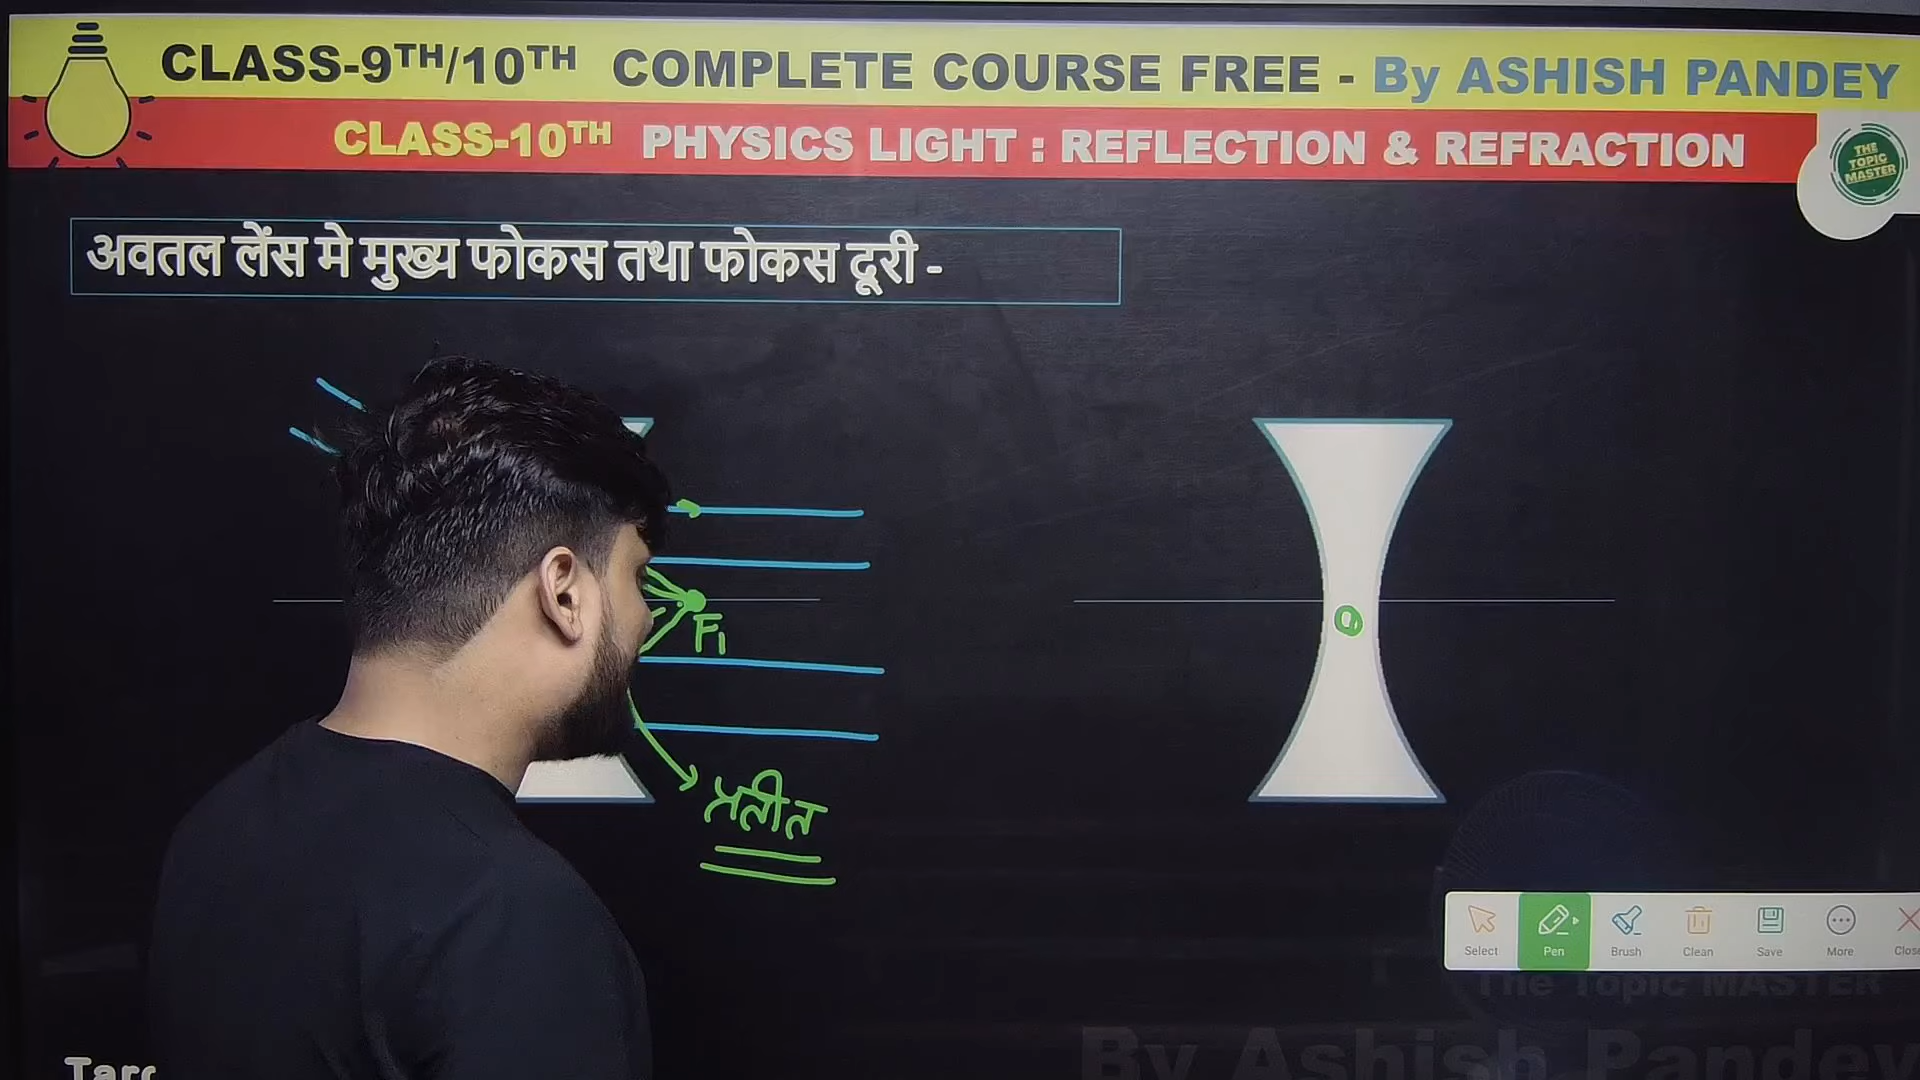 CLASS-9TH/10TH COMPLETE COURSE FREE - By ASHISH PANDEY
CLASS-10TH PHYSICS LIGHT : REFLECTION & REFRACTION
THE
TOPIC
MASTER
अवतल लेंस मे मुख्य फोकस तथा फोकस दूरी -
F1
O
प्रतीत
Select
Pen
Brush
Clean
Save
More
Close
The Topic MASTER
By Ashish Pandey